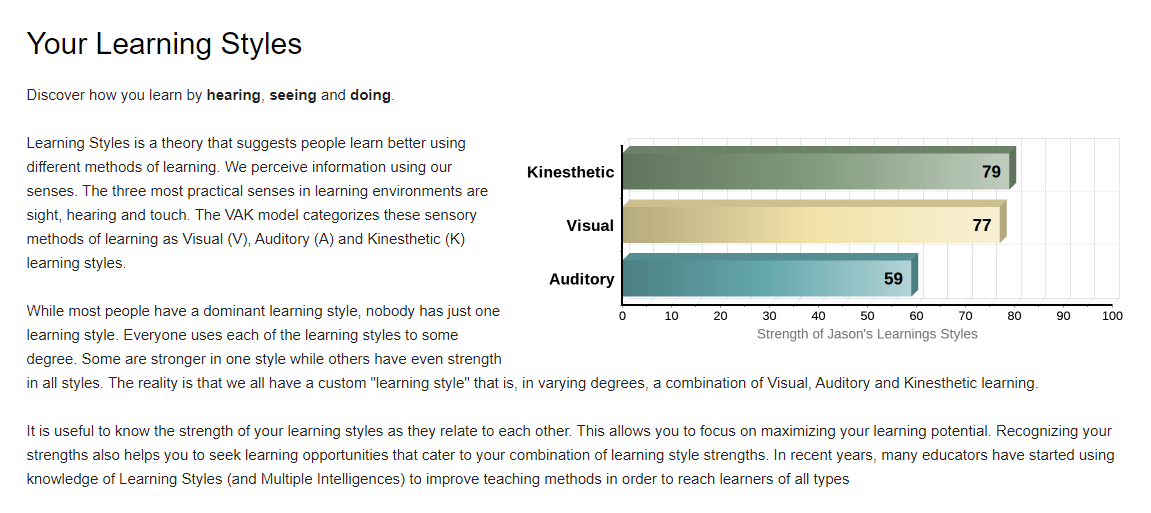 Your Learning Styles
Discover how you learn by hearing, seeing and doing.
Learning Styles is a theory that suggests people learn better using
different methods of learning. We perceive information using our
senses. The three most practical senses in learning environments are
sight, hearing and touch. The VAK model categorizes these sensory
methods of learning as Visual (V), Auditory (A) and Kinesthetic (K)
learning styles.
Kinesthetic 79
Visual 77
Auditory 59
0 10 20 30 40 50 60 70 80 90 100
Strength of Jason's Learnings Styles
While most people have a dominant learning style, nobody has just one
learning style. Everyone uses each of the learning styles to some
degree. Some are stronger in one style while others have even strength
in all styles. The reality is that we all have a custom "learning style" that is, in varying degrees, a combination of Visual, Auditory and Kinesthetic learning.
It is useful to know the strength of your learning styles as they relate to each other. This allows you to focus on maximizing your learning potential. Recognizing your
strengths also helps you to seek learning opportunities that cater to your combination of learning style strengths. In recent years, many educators have started using
knowledge of Learning Styles (and Multiple Intelligences) to improve teaching methods in order to reach learners of all types